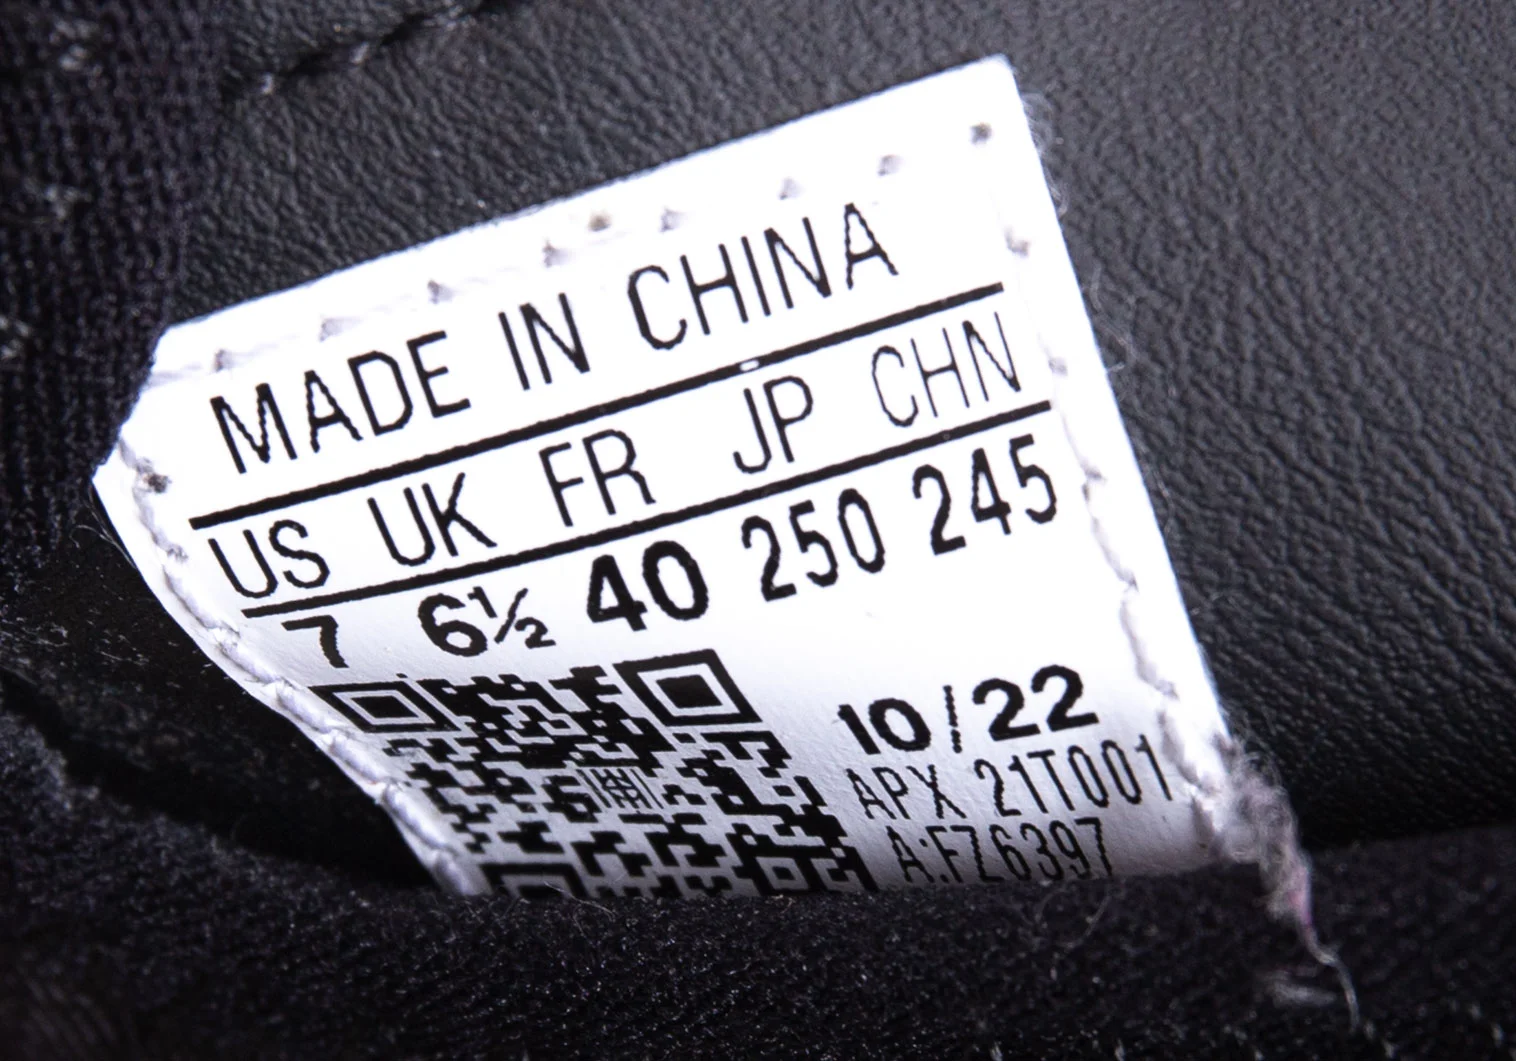 MADE IN CHINA
US UK FR JP CHN
7 6½ 40 250 245
10/22
APX 21T001
A:FZ6397